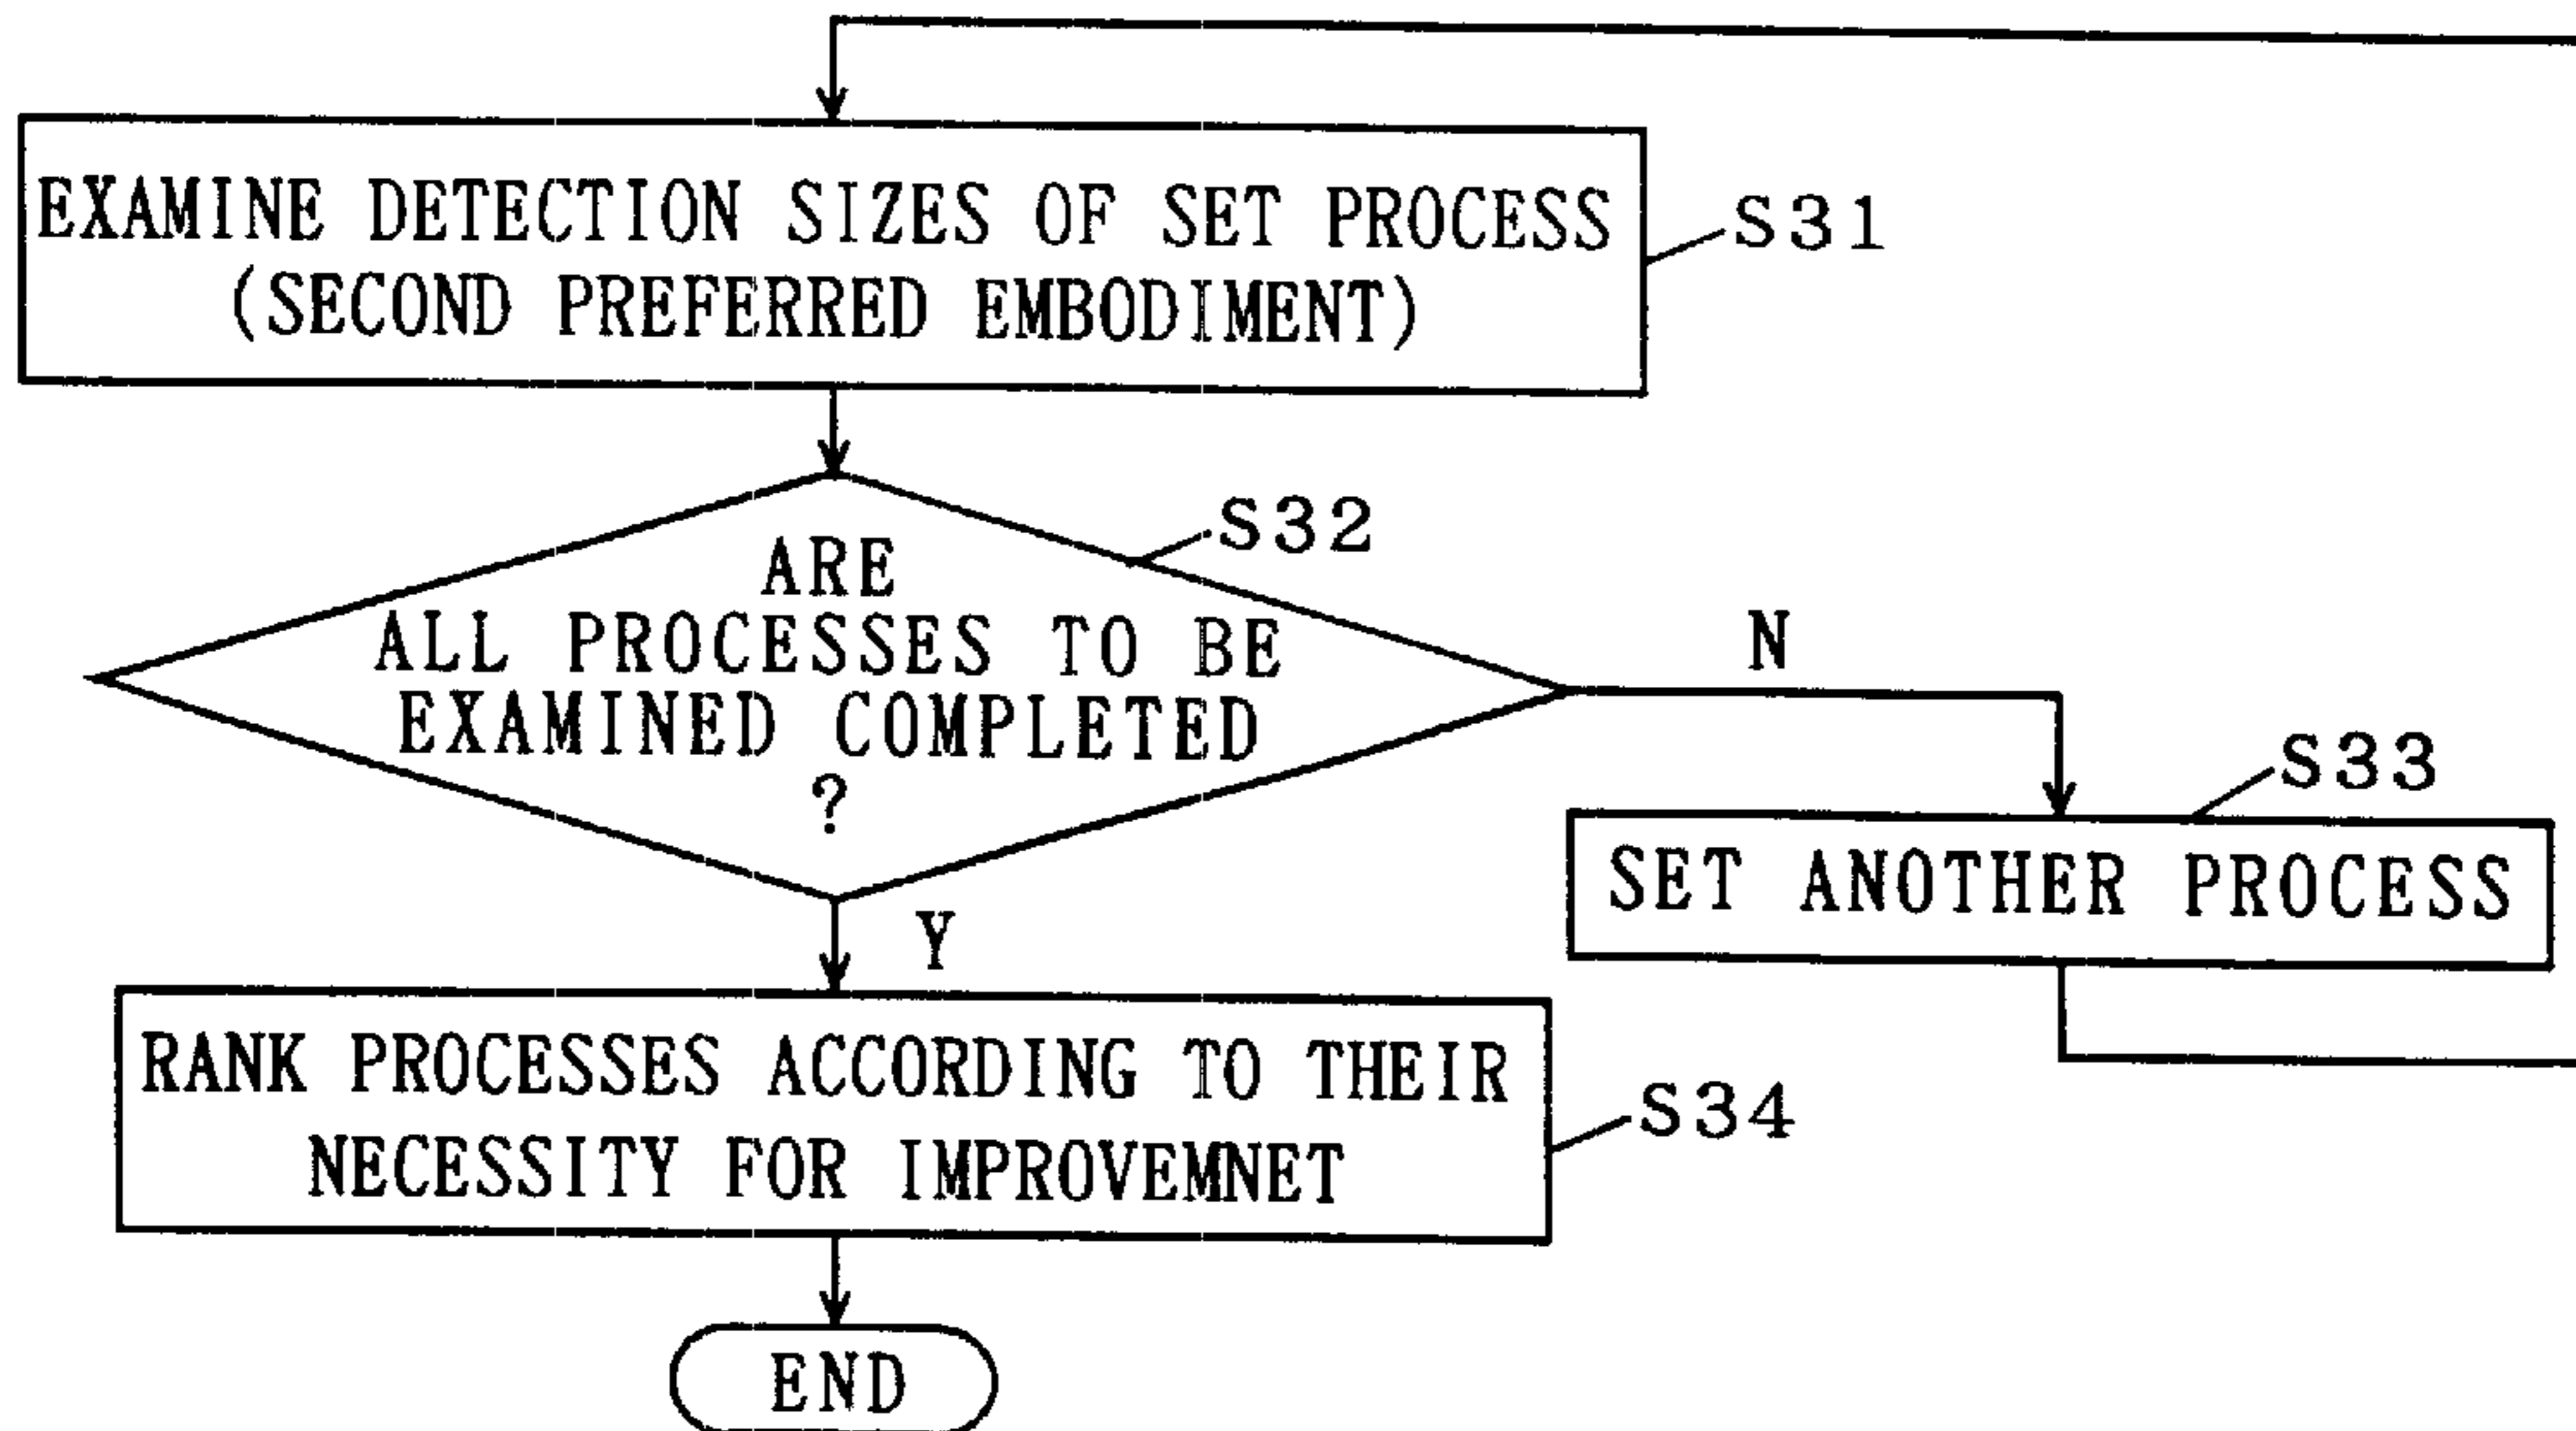 EXAMINE DETECTION SIZES OF SET PROCESS
(SECOND PREFERRED EMBODIMENT)
S31
S32
ARE
ALL PROCESSES TO BE
EXAMINED COMPLETED
?
N
S33
SET ANOTHER PROCESS
Y
RANK PROCESSES ACCORDING TO THEIR
NECESSITY FOR IMPROVEMNET
S34
END